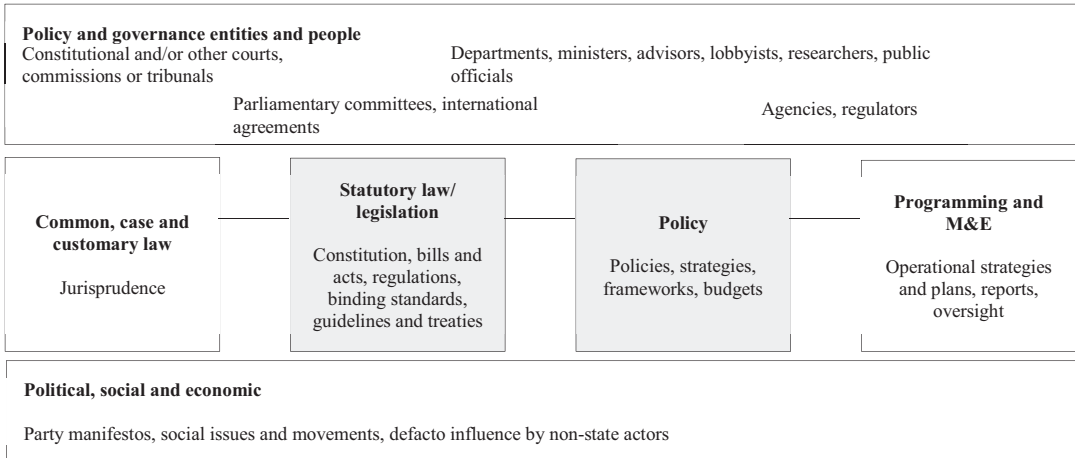 Policy and governance entities and people
Constitutional and/or other courts,
commissions or tribunals
Departments, ministers, advisors, lobbyists, researchers, public
officials
Parliamentary committees, international
agreements
Agencies, regulators
Common, case and
customary law
Jurisprudence
Statutory law/
legislation
Constitution, bills and
acts, regulations,
binding standards,
guidelines and treaties
Policy
Policies, strategies,
frameworks, budgets
Programming and
M&E
Operational strategies
and plans, reports,
oversight
Political, social and economic
Party manifestos, social issues and movements, defacto influence by non-state actors